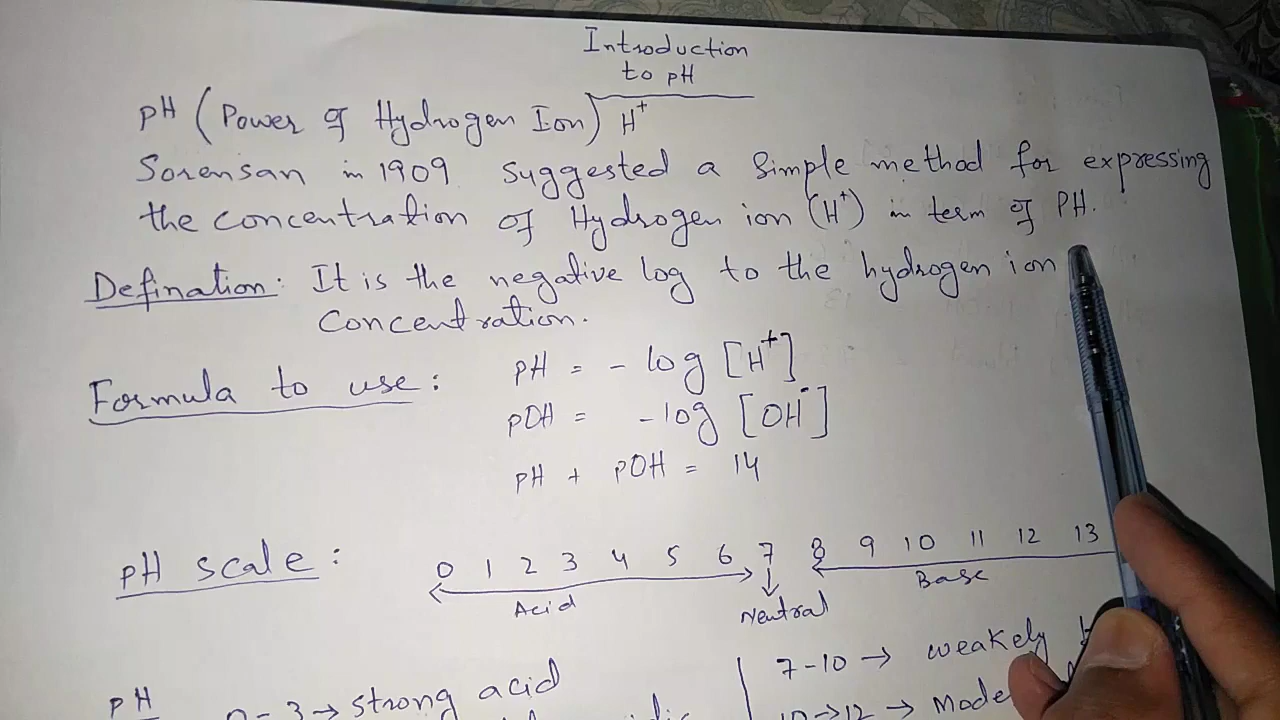 Introduction
to pH
pH (Power of Hydrogen Ion) H⁺
Sorensan in 1909 suggested a simple method for expressing
the concentration of Hydrogen ion (H⁺) in term of PH.
Defination: It is the negative log to the hydrogen ion
concentration.
Formula to use: pH = - log [H⁺]
pOH = -log [OH⁻]
pH + pOH = 14
pH scale: 0 1 2 3 4 5 6 7 8 9 10 11 12 13
Acid Neutral Base
7-10 → weakly
pH 0-3 → strong acid
10→12 →